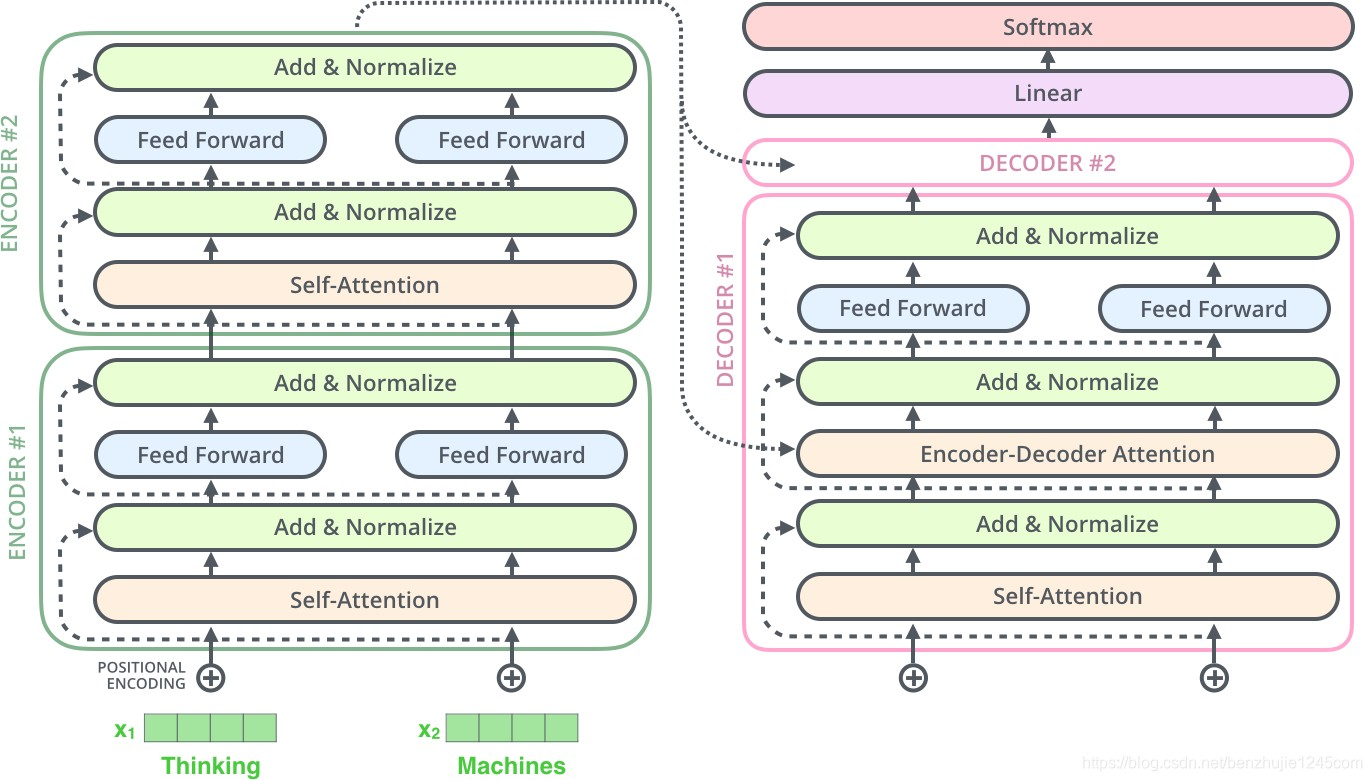 ENCODER #2
Add & Normalize
Feed Forward
Feed Forward
Add & Normalize
Self-Attention
ENCODER #1
Add & Normalize
Feed Forward
Feed Forward
Add & Normalize
Self-Attention
POSITIONAL
ENCODING
x1
x2
Thinking
Machines
Softmax
Linear
DECODER #2
DECODER #1
Add & Normalize
Feed Forward
Feed Forward
Add & Normalize
Encoder-Decoder Attention
Add & Normalize
Self-Attention
https://blog.csdn.net/benzhujie1245com